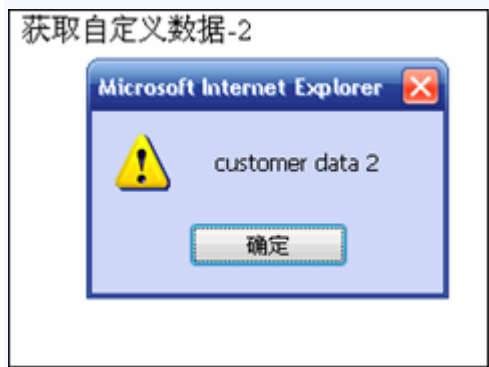 获取自定义数据-2
Microsoft Internet Explorer
customer data 2
确定